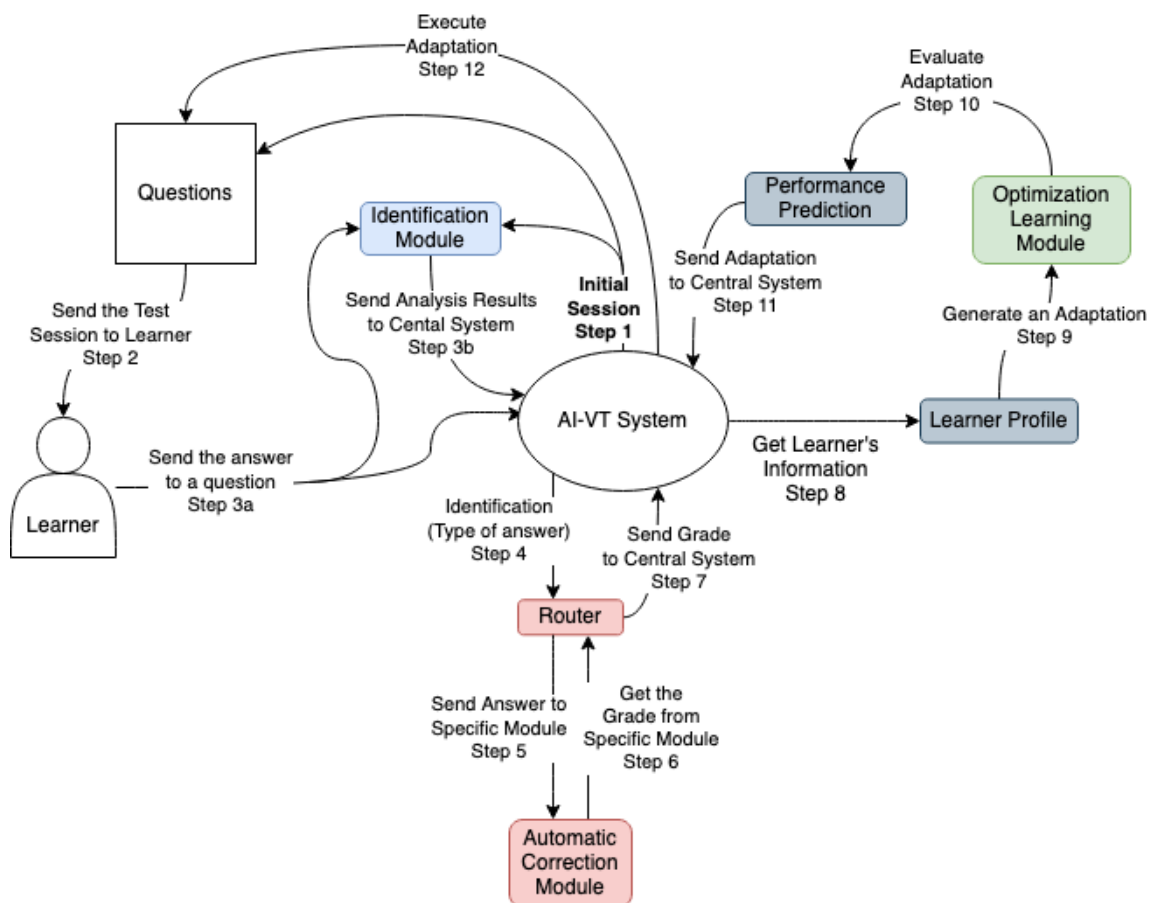 Execute
Adaptation
Step 12
Evaluate
Adaptation
Step 10
Questions
Performance
Prediction
Optimization
Learning
Module
Identification
Module
Send Adaptation
to Central System
Step 11
Initial
Session
Step 1
Send the Test
Session to Learner
Step 2
Send Analysis Results
to Cental System
Step 3b
Generate an Adaptation
Step 9
AI-VT System
Learner Profile
Get Learner's
Information
Step 8
Send the answer
to a question
Step 3a
Learner
Identification
(Type of answer)
Step 4
Send Grade
to Central System
Step 7
Router
Send Answer to
Specific Module
Step 5
Get the
Grade from
Specific Module
Step 6
Automatic
Correction
Module